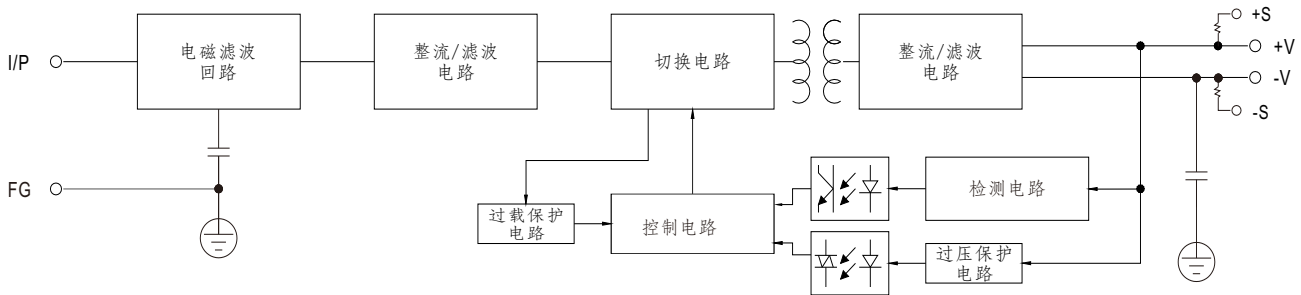 I/P
电磁滤波
回路
整流/滤波
电路
切换电路
整流/滤波
电路
+S
+V
-V
-S
FG
过载保护
电路
控制电路
检测电路
过压保护
电路